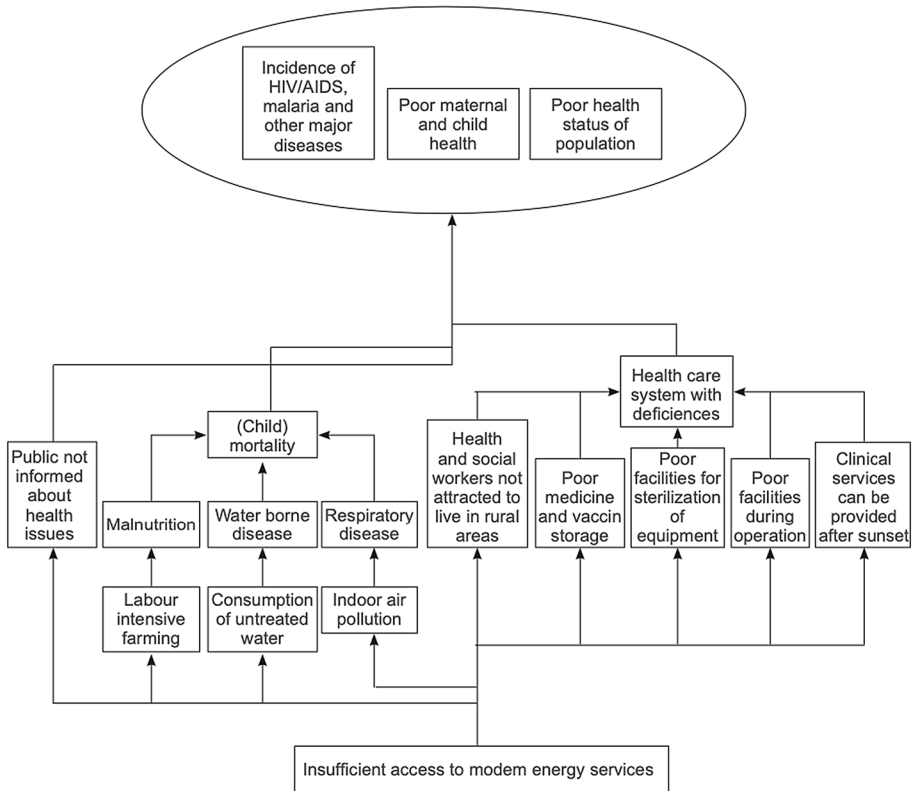 Incidence of
HIV/AIDS,
malaria and
other major
diseases
Poor maternal
and child
health
Poor health
status of
population
Health care
system with
deficiences
(Child)
mortality
Public not
informed
about
health
issues
Malnutrition
Water borne
disease
Respiratory
disease
Health
and social
workers not
attracted to
live in rural
areas
Poor
medicine
and vaccin
storage
Poor
facilities for
sterilization
of
equipment
Poor
facilities
during
operation
Clinical
services
can be
provided
after sunset
Labour
intensive
farming
Consumption
of untreated
water
Indoor air
pollution
Insufficient access to modem energy services